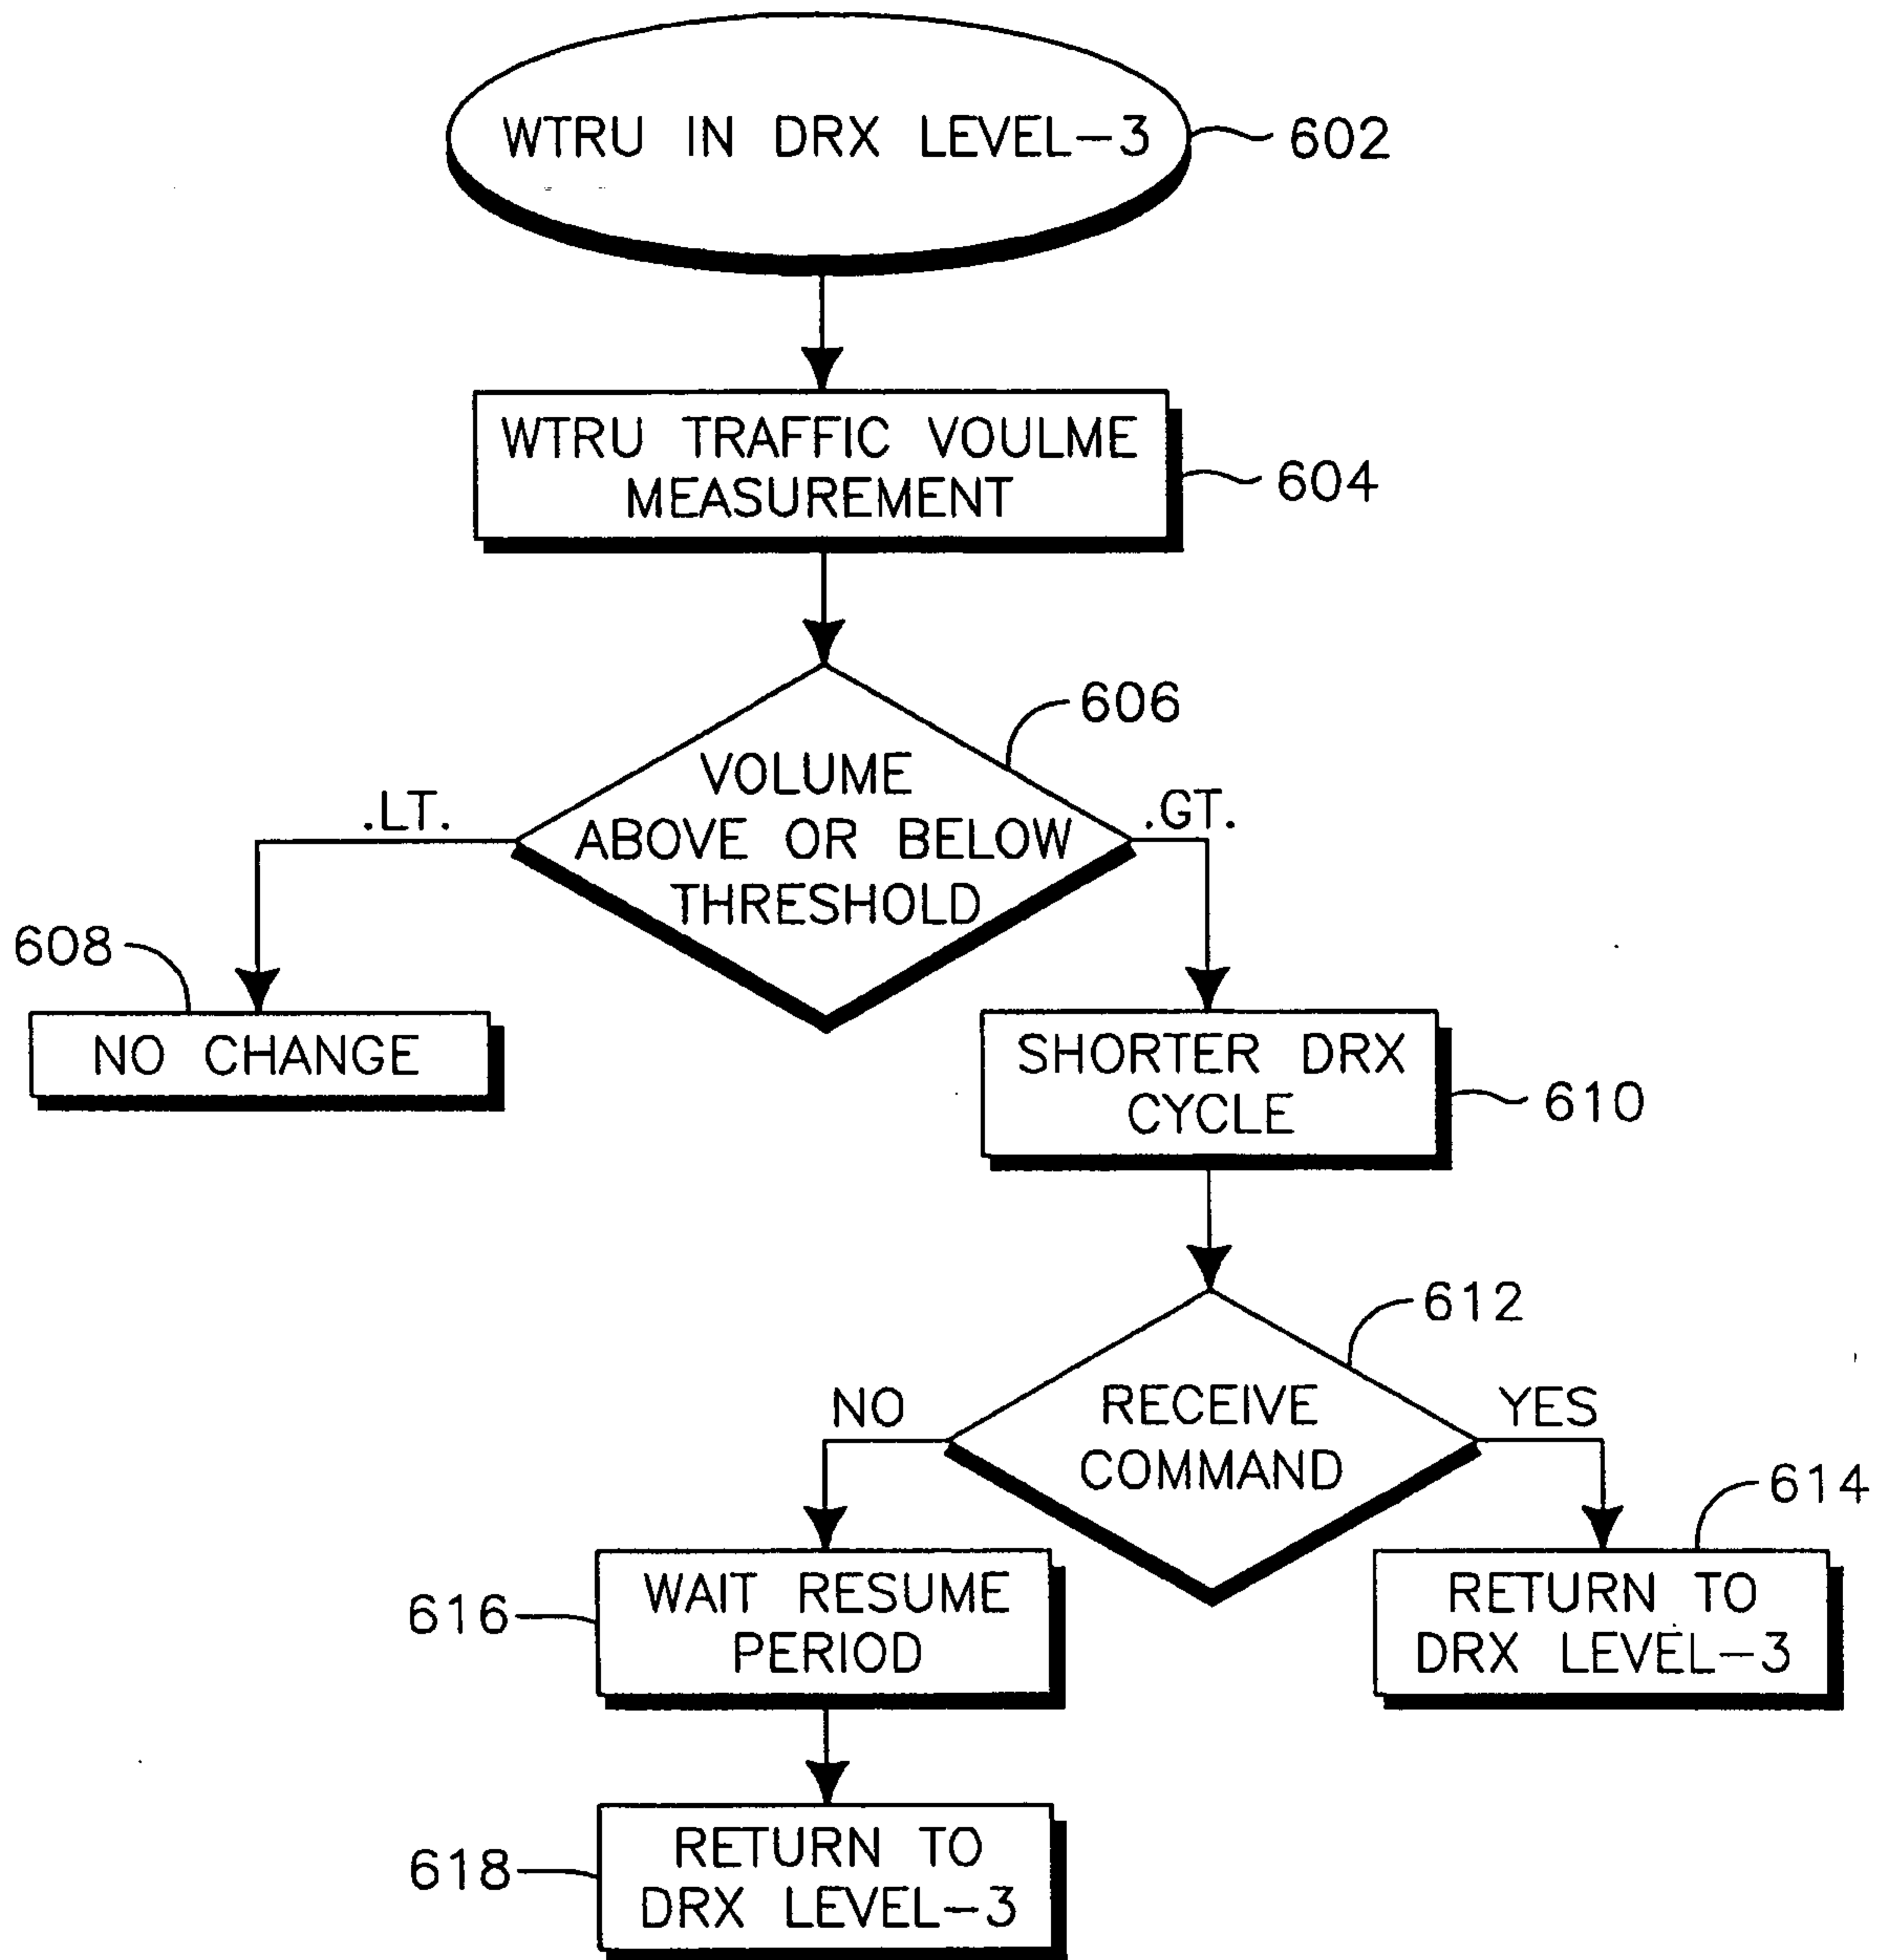 WTRU IN DRX LEVEL-3
602
WTRU TRAFFIC VOULME
MEASUREMENT
604
606
VOLUME
ABOVE OR BELOW
THRESHOLD
.LT.
.GT.
608
NO CHANGE
SHORTER DRX
CYCLE
610
612
RECEIVE
COMMAND
NO
YES
614
616
WAIT RESUME
PERIOD
RETURN TO
DRX LEVEL-3
618
RETURN TO
DRX LEVEL-3